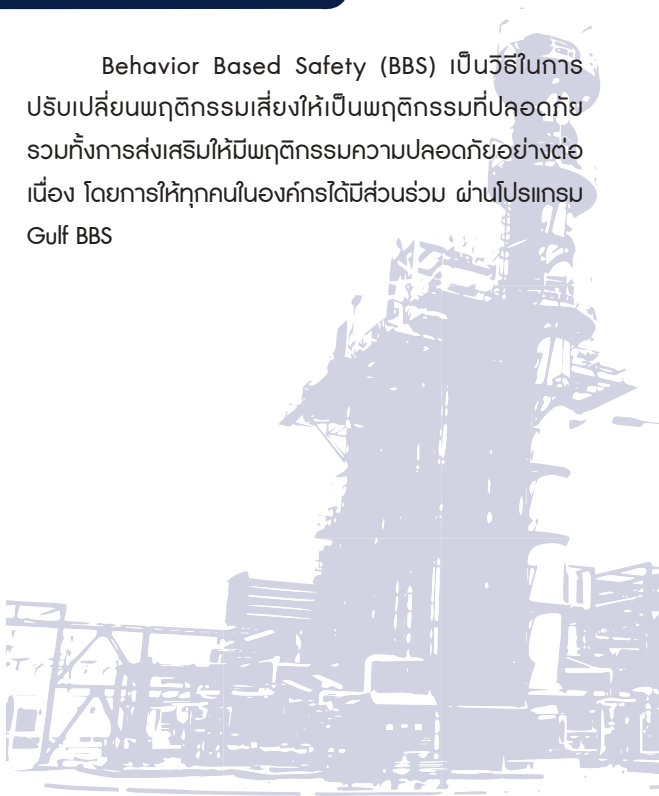 Behavior Based Safety (BBS) เป็นวิธีในการ
ปรับเปลี่ยนพฤติกรรมเสี่ยงให้เป็นพฤติกรรมที่ปลอดภัย
รวมทั้งการส่งเสริมให้มีพฤติกรรมความปลอดภัยอย่างต่อ
เนื่อง โดยการให้ทุกคนในองค์กรได้มีส่วนร่วม ผ่านโปรแกรม
Gulf BBS